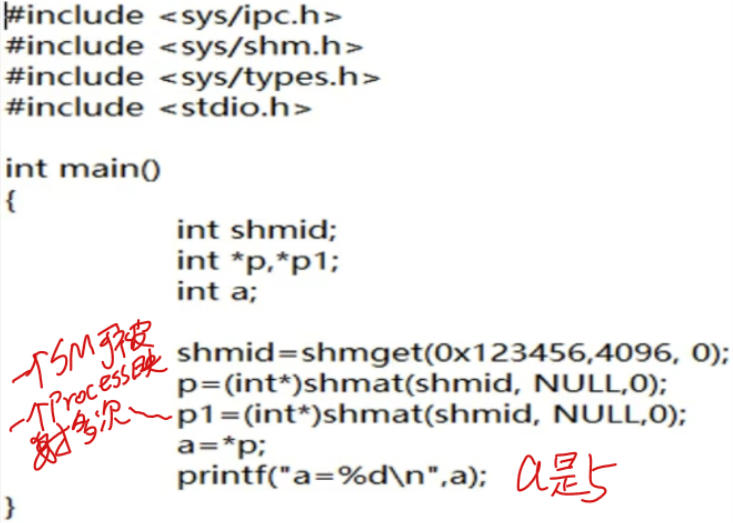 #include <sys/ipc.h>
#include <sys/shm.h>
#include <sys/types.h>
#include <stdio.h>
int main()
{
int shmid;
int *p,*p1;
int a;
shmid=shmget(0x123456,4096, 0);
p=(int*)shmat(shmid, NULL,0);
p1=(int*)shmat(shmid, NULL,0);
a=*p;
printf("a=%d\n",a);
}
一个SM可被
一个Process映
射多次
a是5